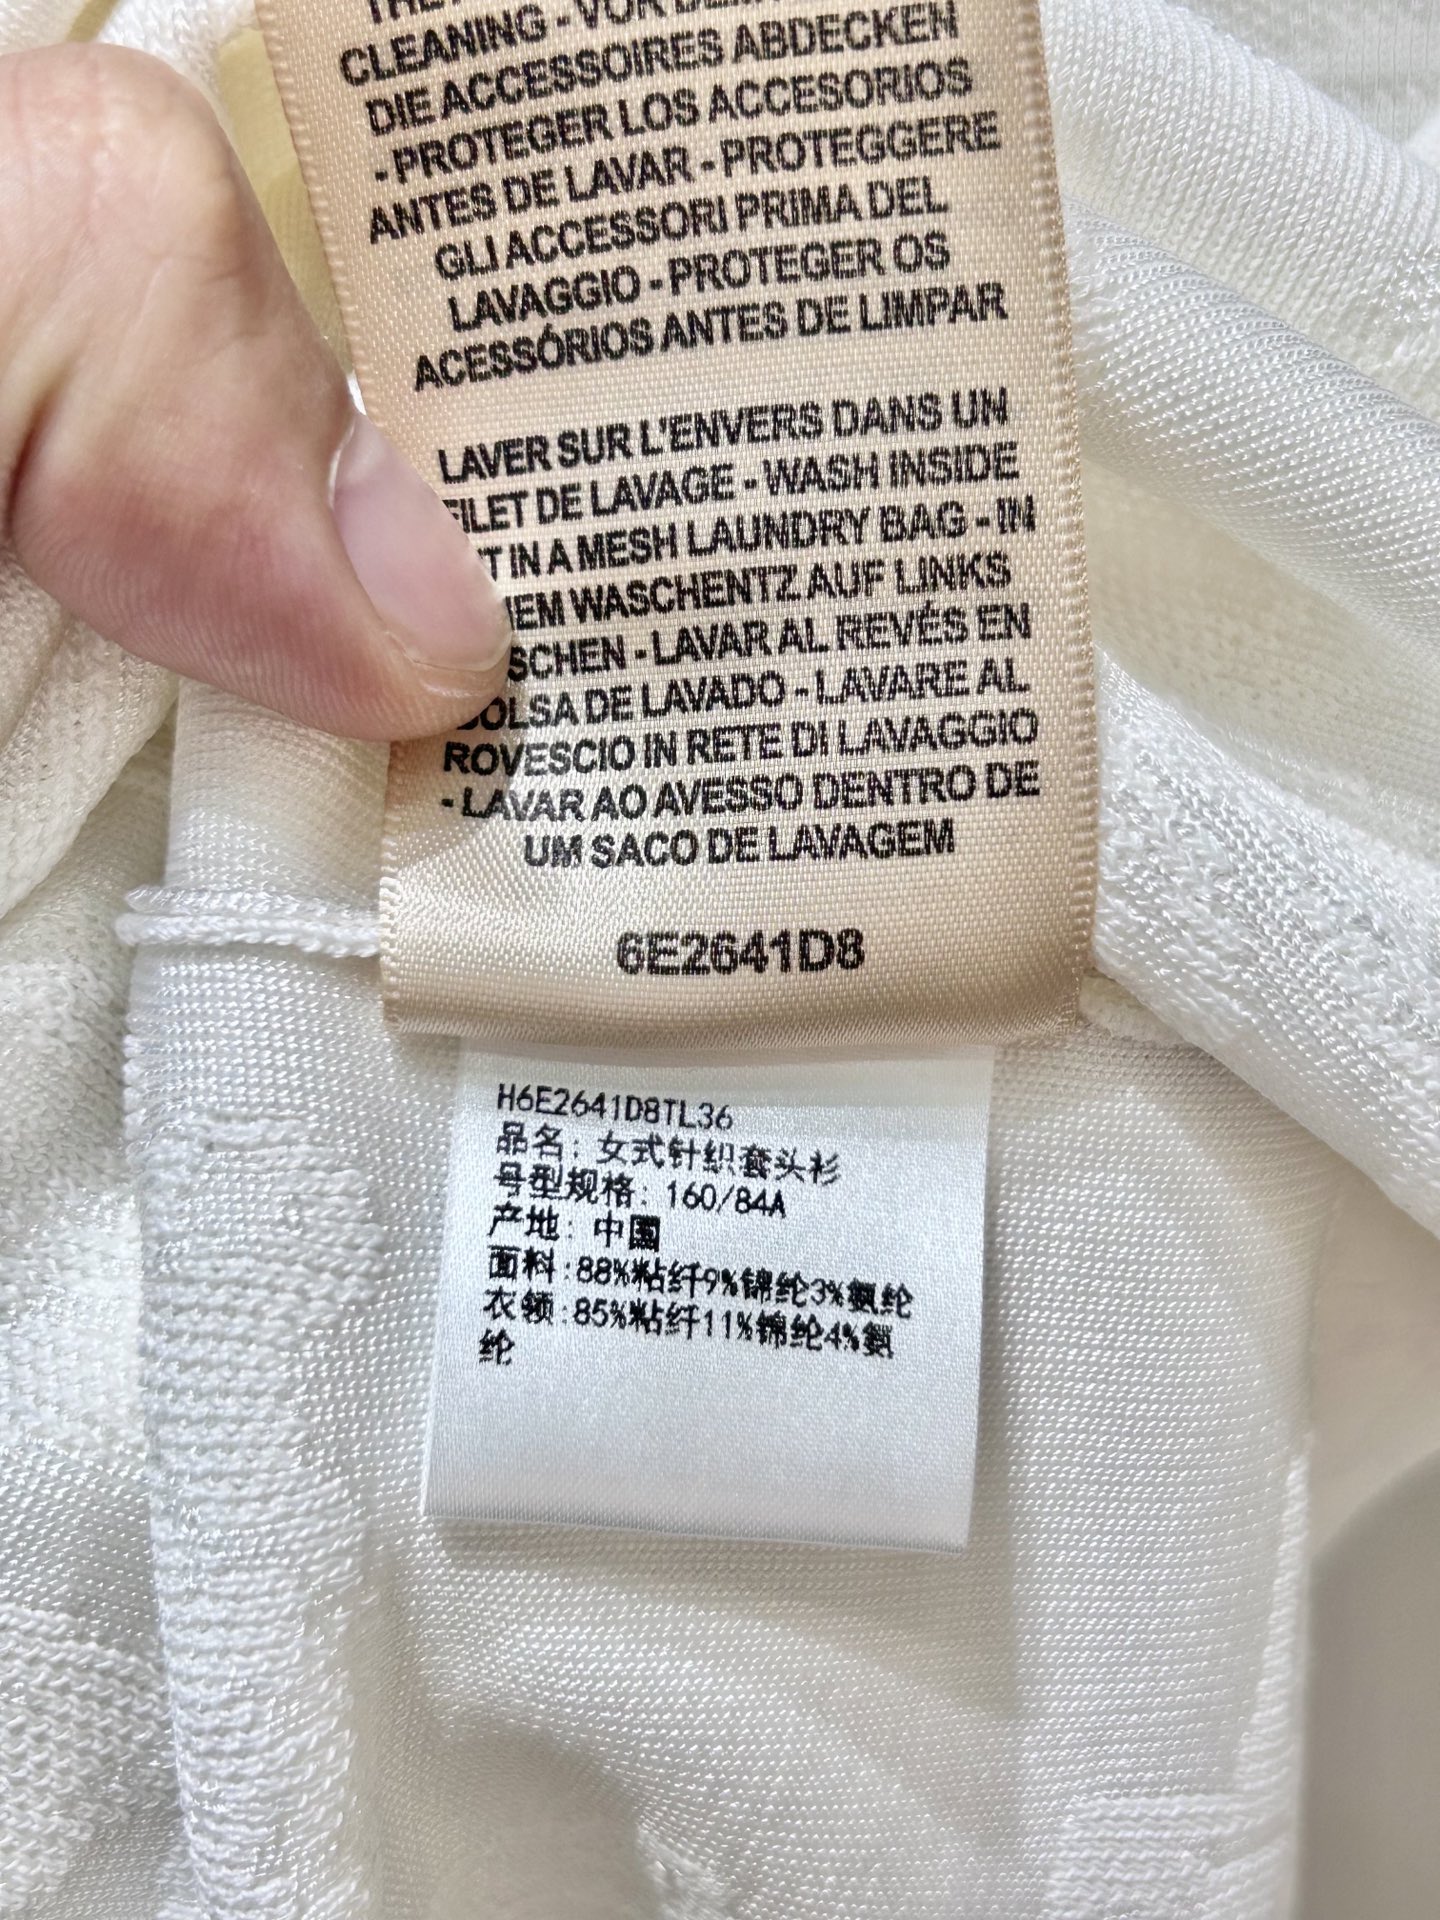 CLEANING - VOR
DIE ACCESSOIRES ABDECKEN
- PROTEGER LOS ACCESORIOS
ANTES DE LAVAR - PROTEGGERE
GLI ACCESSORI PRIMA DEL
LAVAGGIO - PROTEGER OS
ACESSÓRIOS ANTES DE LIMPAR
LAVER SUR L'ENVERS DANS UN
FILET DE LAVAGE - WASH INSIDE
IN A MESH LAUNDRY BAG - IN
WASCHENTZ AUF LINKS
- LAVAR AL REVÉS EN
BOLSA DE LAVADO - LAVARE AL
ROVESCIO IN RETE DI LAVAGGIO
- LAVAR AO AVESSO DENTRO DE
UM SACO DE LAVAGEM
6E2641D8
H6E2641D8TL36
品名: 女式针织套头衫
号型规格: 160/84A
产地: 中国
面料:88%粘纤9%锦纶3%氨纶
衣领:85%粘纤11%锦纶4%氨
纶